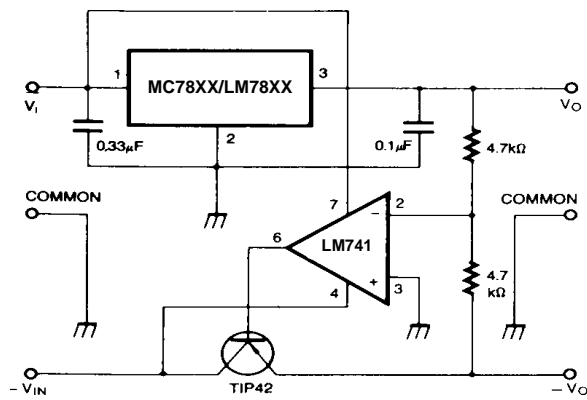 1
MC78XX/LM78XX
3
V_I
V_O
2
0.33μF
0.1μF
4.7kΩ
COMMON
COMMON
7
2
−
6
LM741
+
3
4
4.7
kΩ
−V_IN
TIP42
−V_O